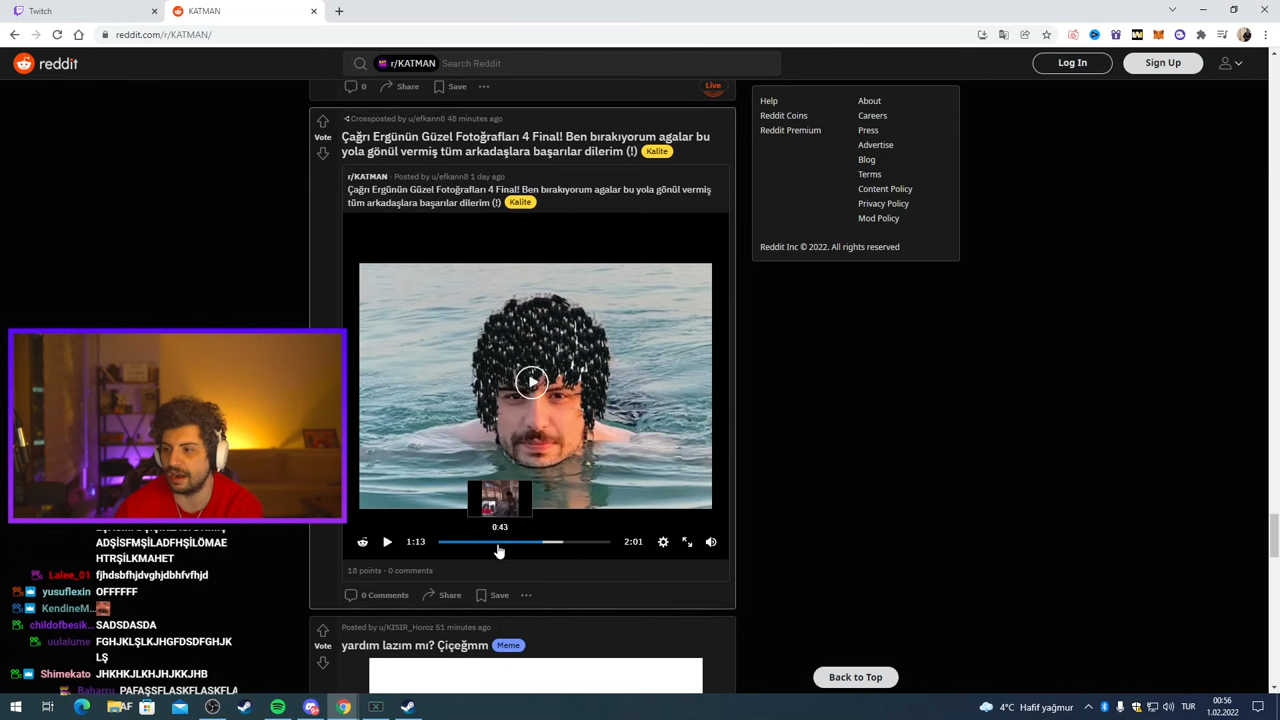 Twitch
KATMAN
reddit.com/r/KATMAN/
reddit
r/KATMAN
Search Reddit
Log In
Sign Up
0
Share
Save
Live
Crossposted by u/efkann8 48 minutes ago
Vote
Çağrı Ergünün Güzel Fotoğrafları 4 Final! Ben bırakıyorum agalar bu
yola gönül vermiş tüm arkadaşlara başarılar dilerim (!)
Kalite
r/KATMAN · Posted by u/efkann8 1 day ago
Çağrı Ergünün Güzel Fotoğrafları 4 Final! Ben bırakıyorum agalar bu yola gönül vermiş
tüm arkadaşlara başarılar dilerim (!)
Kalite
0:43
1:13
2:01
18 points · 0 comments
0 Comments
Share
Save
Posted by u/KISIR_Horoz 51 minutes ago
Vote
yardım lazım mı? Çiçeğmm
Meme
Help
Reddit Coins
Reddit Premium
About
Careers
Press
Advertise
Blog
Terms
Content Policy
Privacy Policy
Mod Policy
Reddit Inc © 2022. All rights reserved
Back to Top
ADŞİSFMŞİLADFHŞİLÖMAE
HTRŞİLKMAHET
Lalee_01 fjhdsbfhjdvghjdbhfvfhjd
yusuflexin OFFFFFF
KendineM...
childofbesik... SADSDASDA
uulalume FGHJKLŞLKJHGFDSDFGHJK
LŞ
Shimekato JHKHKJLKHJHJKKJHB
Baharru PAFAŞSFLASKFLASKFLA
AF
4°C Hafif yağmur
TUR
00:56
1.02.2022